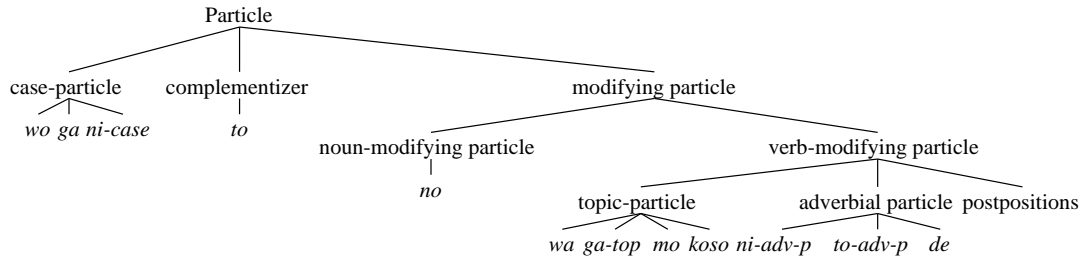 Particle
case-particle complementizer modifying particle
wo ga ni-case to
noun-modifying particle verb-modifying particle
no
topic-particle adverbial particle postpositions
wa ga-top mo koso ni-adv-p to-adv-p de